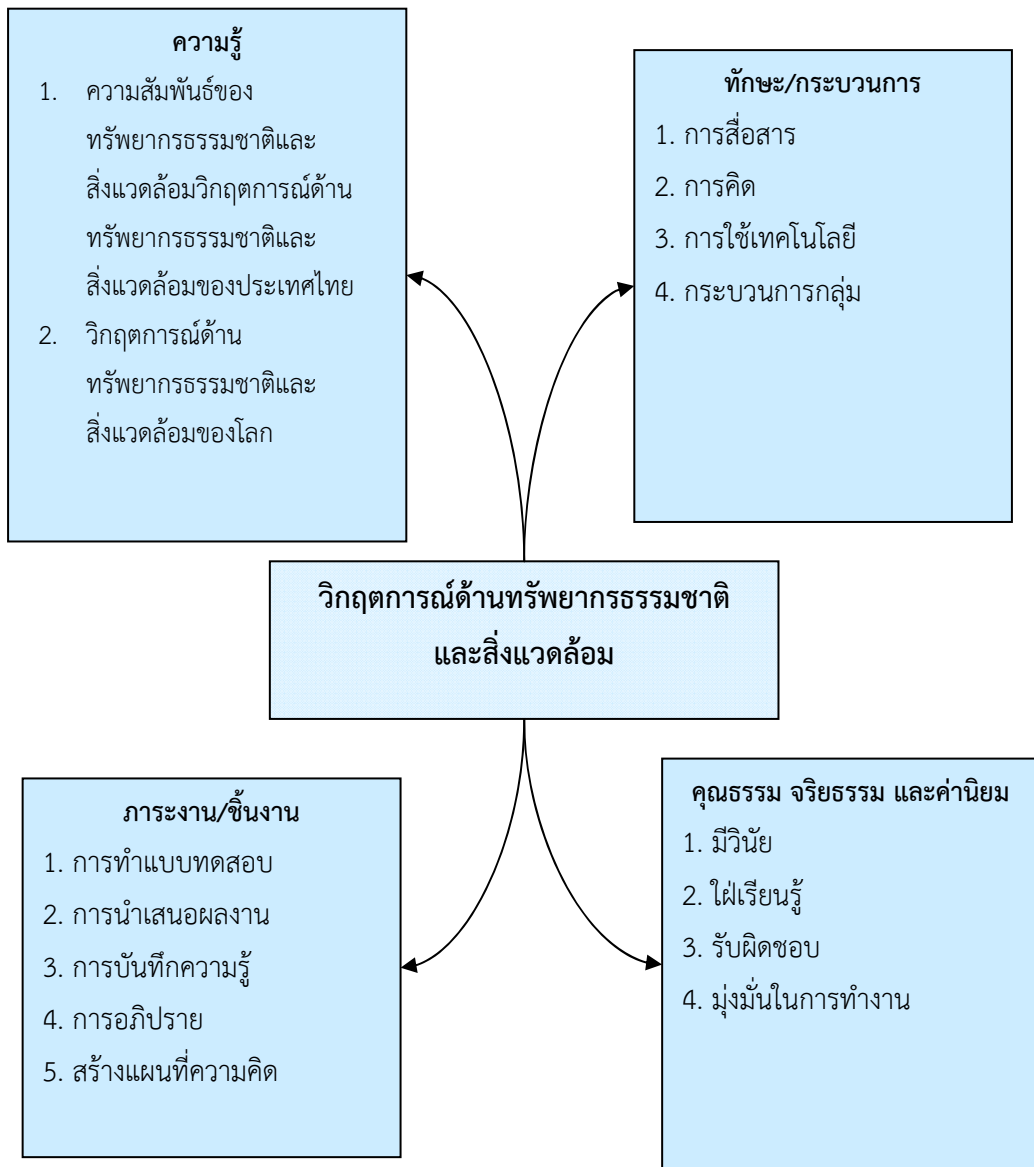 ความรู้
1. ความสัมพันธ์ของ
ทรัพยากรธรรมชาติและ
สิ่งแวดล้อมวิกฤตการณ์ด้าน
ทรัพยากรธรรมชาติและ
สิ่งแวดล้อมของประเทศไทย
2. วิกฤตการณ์ด้าน
ทรัพยากรธรรมชาติและ
สิ่งแวดล้อมของโลก
ทักษะ/กระบวนการ
1. การสื่อสาร
2. การคิด
3. การใช้เทคโนโลยี
4. กระบวนการกลุ่ม
วิกฤตการณ์ด้านทรัพยากรธรรมชาติ
และสิ่งแวดล้อม
ภาระงาน/ชิ้นงาน
1. การทำแบบทดสอบ
2. การนำเสนอผลงาน
3. การบันทึกความรู้
4. การอภิปราย
5. สร้างแผนที่ความคิด
คุณธรรม จริยธรรม และค่านิยม
1. มีวินัย
2. ใฝ่เรียนรู้
3. รับผิดชอบ
4. มุ่งมั่นในการทำงาน